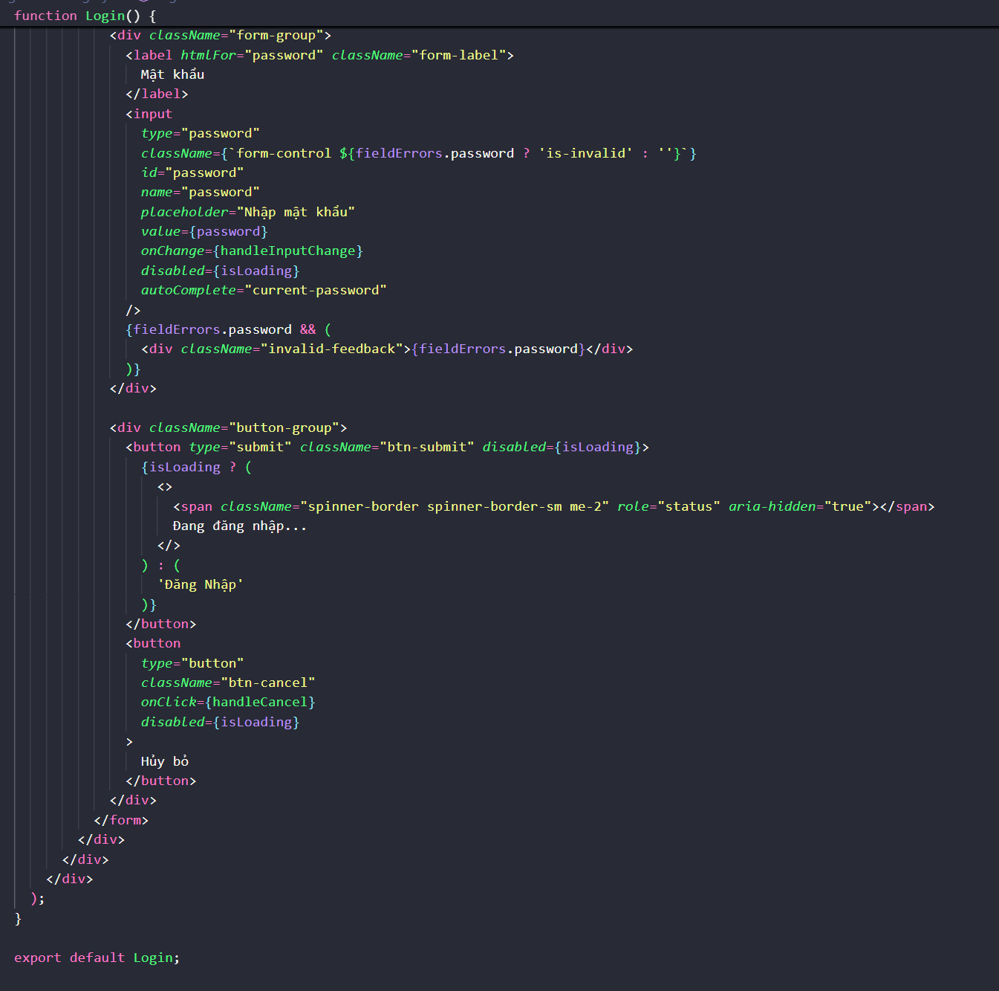 function Login() {
<div className="form-group">
<label htmlFor="password" className="form-label">
Mật khẩu
</label>
<input
type="password"
className={`form-control ${fieldErrors.password ? 'is-invalid' : ''}`}
id="password"
name="password"
placeholder="Nhập mật khẩu"
value={password}
onChange={handleInputChange}
disabled={isLoading}
autoComplete="current-password"
/>
{fieldErrors.password && (
<div className="invalid-feedback">{fieldErrors.password}</div>
)}
</div>
<div className="button-group">
<button type="submit" className="btn-submit" disabled={isLoading}>
{isLoading ? (
<>
<span className="spinner-border spinner-border-sm me-2" role="status" aria-hidden="true"></span>
Đang đăng nhập...
</>
) : (
'Đăng Nhập'
)}
</button>
<button
type="button"
className="btn-cancel"
onClick={handleCancel}
disabled={isLoading}
>
Hủy bỏ
</button>
</div>
</form>
</div>
</div>
</div>
);
}
export default Login;